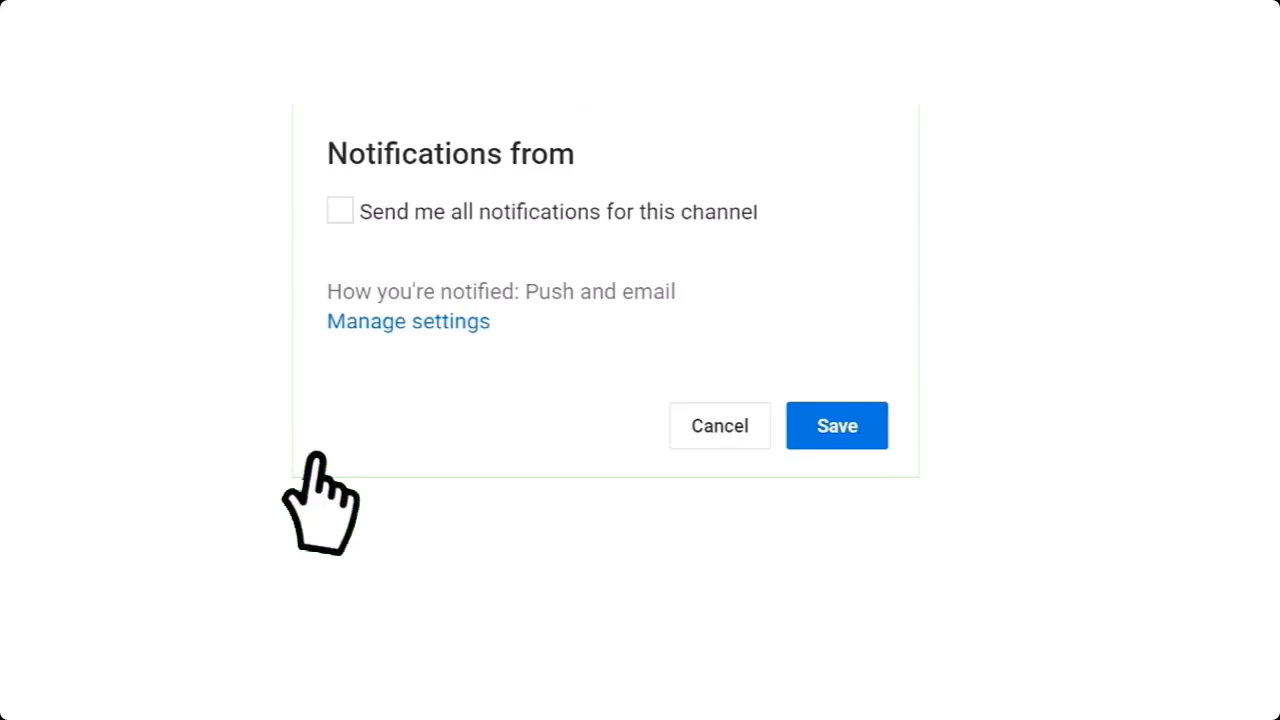 Notifications from
Send me all notifications for this channel
How you're notified: Push and email
Manage settings
Cancel
Save